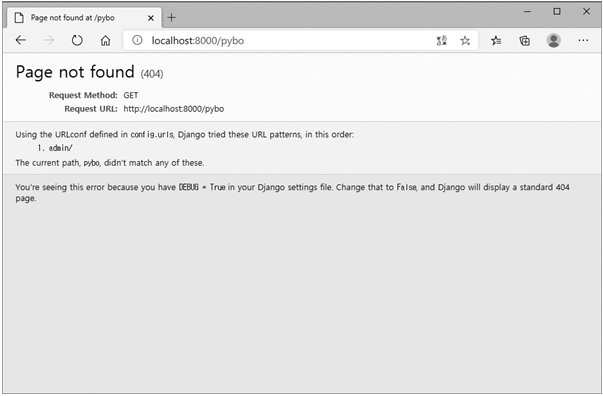 Page not found at /pybo
localhost:8000/pybo
Page not found (404)
Request Method: GET
Request URL: http://localhost:8000/pybo
Using the URLconf defined in config.urls, Django tried these URL patterns, in this order:
1. admin/
The current path, pybo, didn't match any of these.
You're seeing this error because you have DEBUG = True in your Django settings file. Change that to False, and Django will display a standard 404
page.